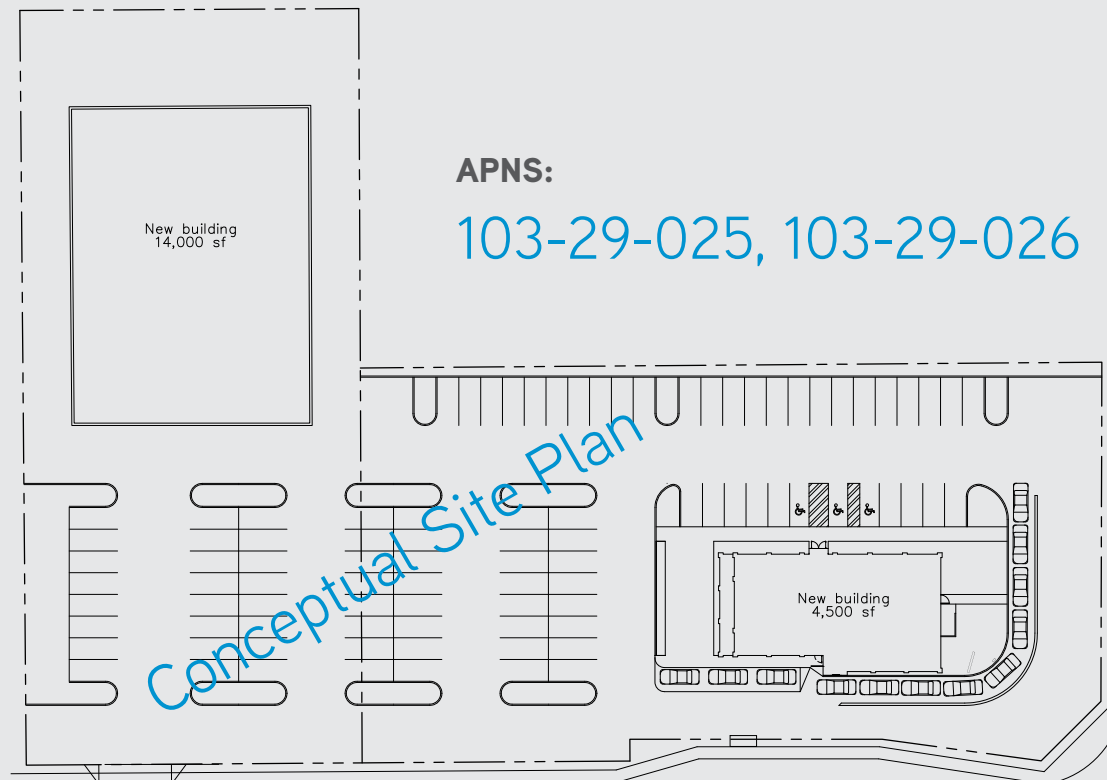 APNS:
103-29-025, 103-29-026
New building
14,000 sf
Conceptual Site Plan
New building
4,500 sf